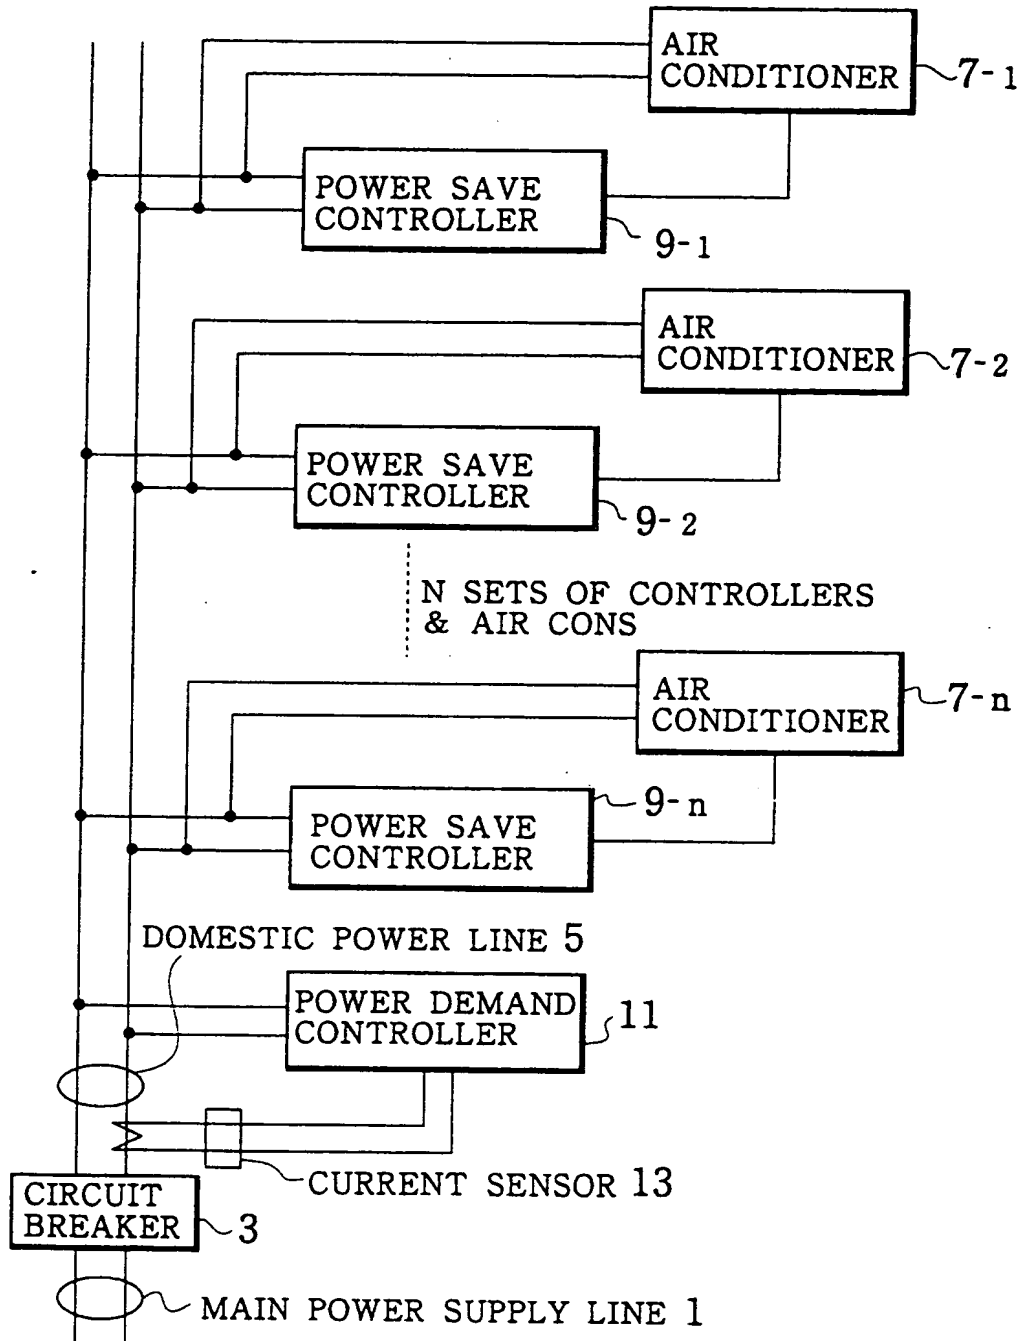 AIR
CONDITIONER
7-1
POWER SAVE
CONTROLLER
9-1
AIR
CONDITIONER
7-2
POWER SAVE
CONTROLLER
9-2
N SETS OF CONTROLLERS
& AIR CONS
AIR
CONDITIONER
7-n
9-n
POWER SAVE
CONTROLLER
DOMESTIC POWER LINE 5
POWER DEMAND
CONTROLLER
11
CURRENT SENSOR 13
CIRCUIT
BREAKER
3
MAIN POWER SUPPLY LINE 1